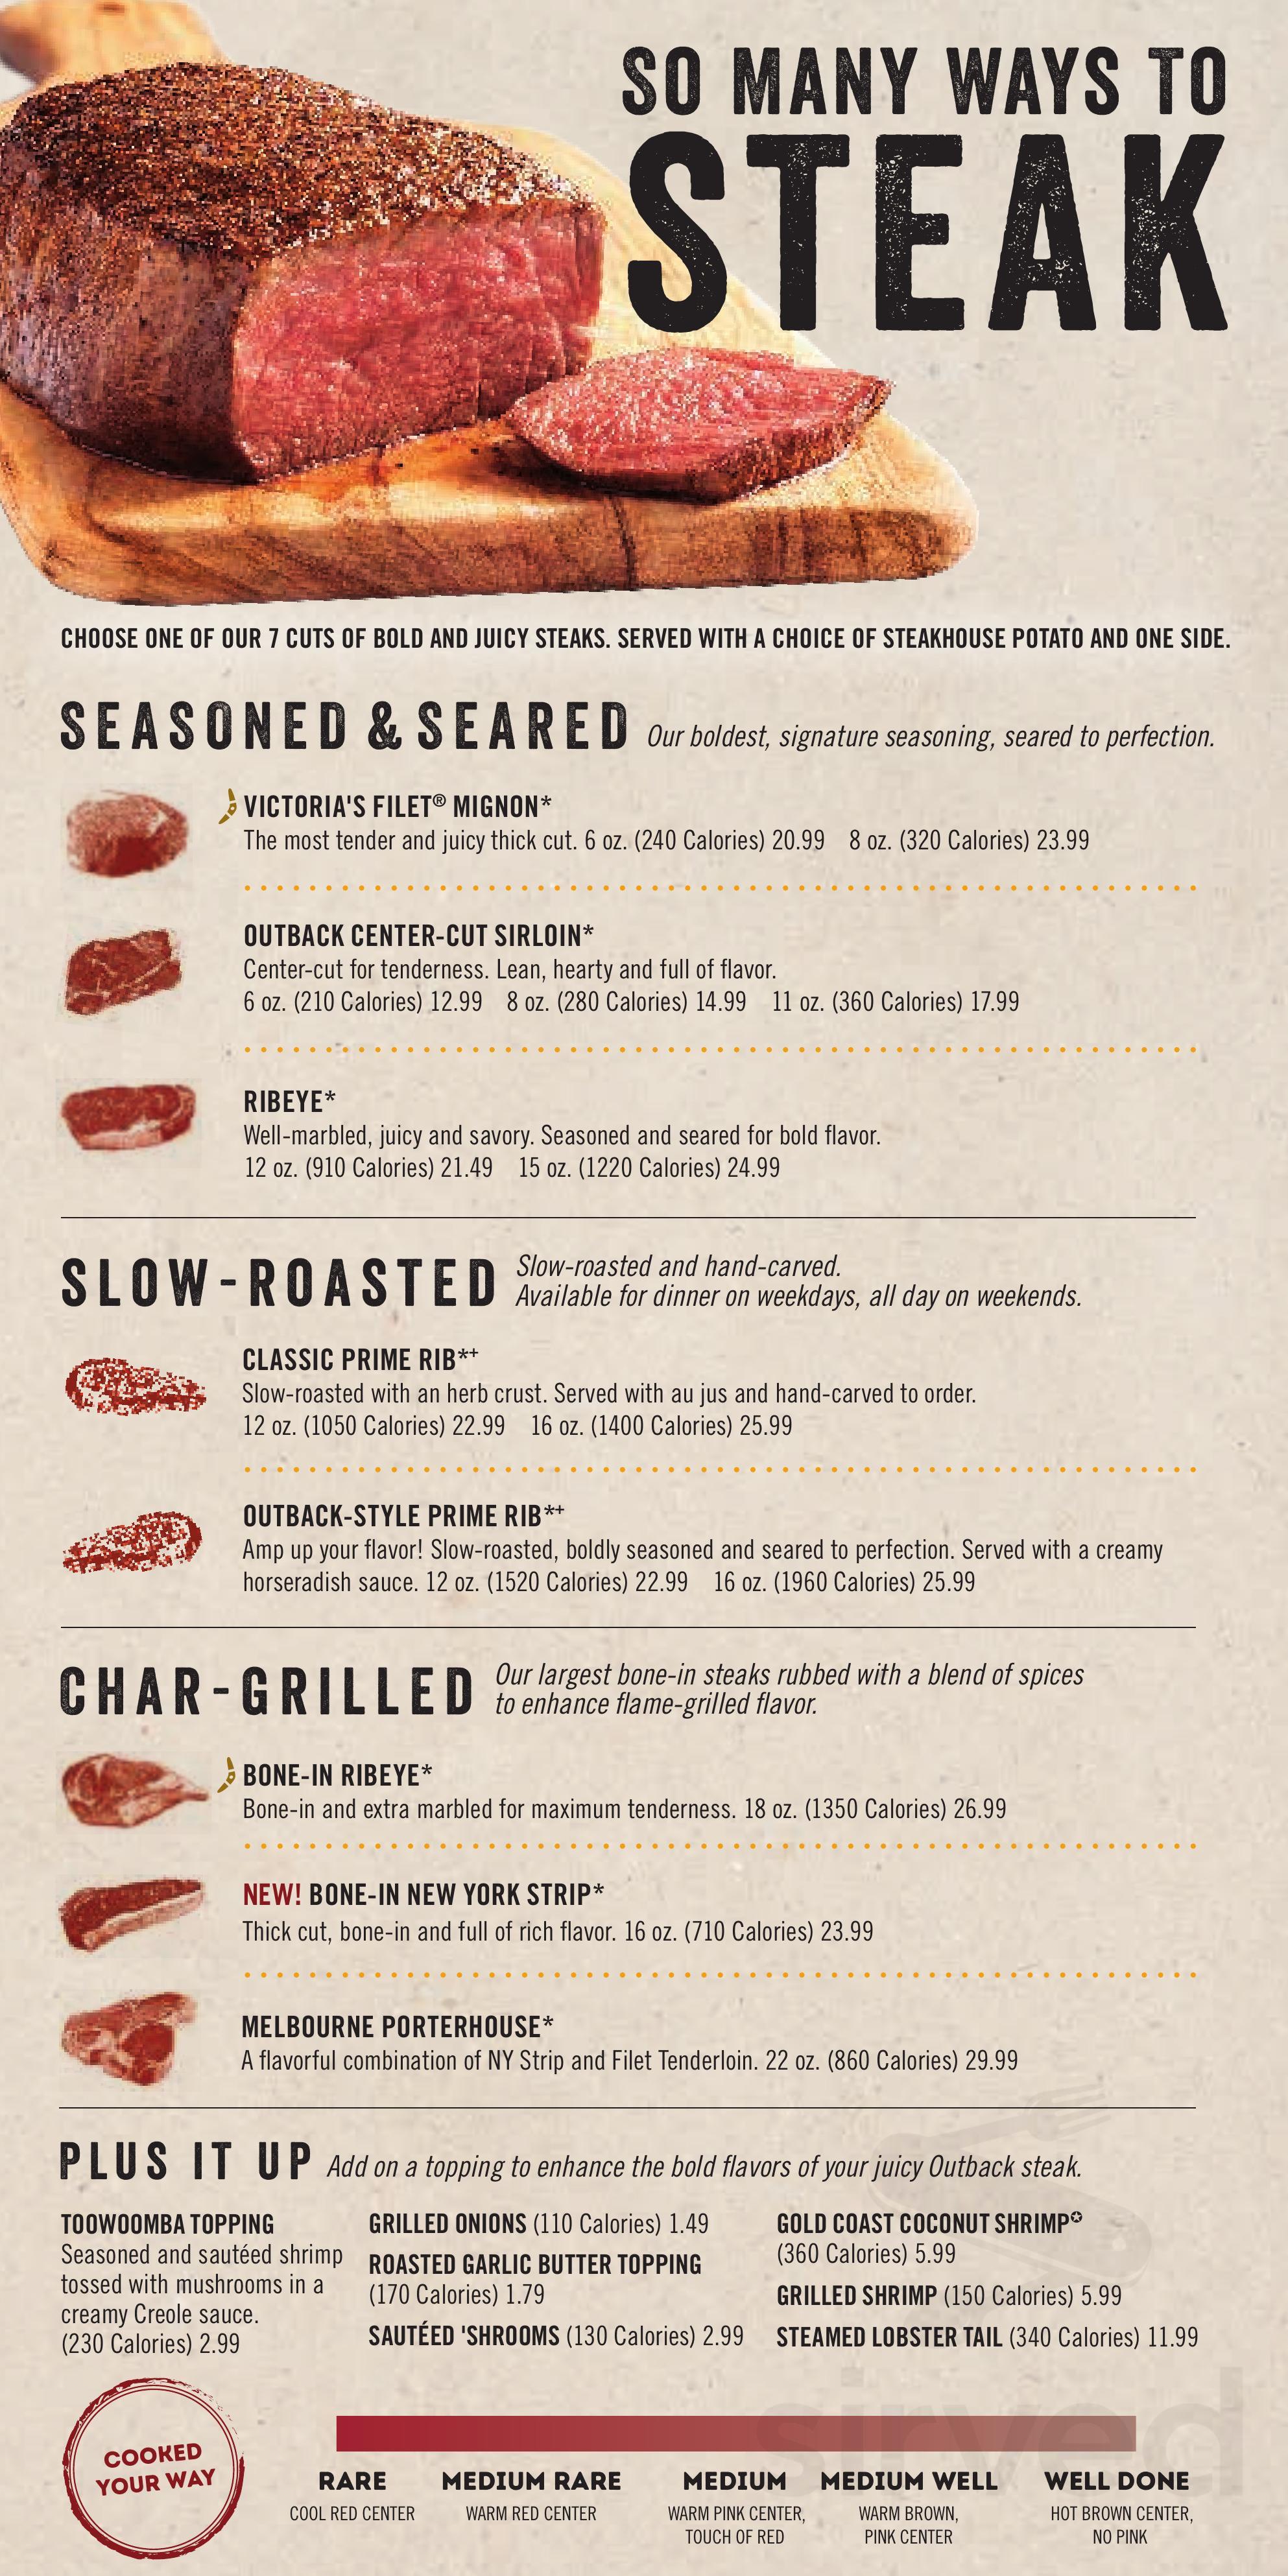 SO MANY WAYS TO
STEAK
CHOOSE ONE OF OUR 7 CUTS OF BOLD AND JUICY STEAKS. SERVED WITH A CHOICE OF STEAKHOUSE POTATO AND ONE SIDE.
SEASONED & SEARED Our boldest, signature seasoning, seared to perfection.
VICTORIA'S FILET® MIGNON*
The most tender and juicy thick cut. 6 oz. (240 Calories) 20.99 8 oz. (320 Calories) 23.99
OUTBACK CENTER-CUT SIRLOIN*
Center-cut for tenderness. Lean, hearty and full of flavor.
6 oz. (210 Calories) 12.99 8 oz. (280 Calories) 14.99 11 oz. (360 Calories) 17.99
RIBEYE*
Well-marbled, juicy and savory. Seasoned and seared for bold flavor.
12 oz. (910 Calories) 21.49 15 oz. (1220 Calories) 24.99
SLOW-ROASTED
Slow-roasted and hand-carved.
Available for dinner on weekdays, all day on weekends.
CLASSIC PRIME RIB*+
Slow-roasted with an herb crust. Served with au jus and hand-carved to order.
12 oz. (1050 Calories) 22.99 16 oz. (1400 Calories) 25.99
OUTBACK-STYLE PRIME RIB*+
Amp up your flavor! Slow-roasted, boldly seasoned and seared to perfection. Served with a creamy
horseradish sauce. 12 oz. (1520 Calories) 22.99 16 oz. (1960 Calories) 25.99
CHAR-GRILLED
Our largest bone-in steaks rubbed with a blend of spices
to enhance flame-grilled flavor.
BONE-IN RIBEYE*
Bone-in and extra marbled for maximum tenderness. 18 oz. (1350 Calories) 26.99
NEW! BONE-IN NEW YORK STRIP*
Thick cut, bone-in and full of rich flavor. 16 oz. (710 Calories) 23.99
MELBOURNE PORTERHOUSE*
A flavorful combination of NY Strip and Filet Tenderloin. 22 oz. (860 Calories) 29.99
PLUS IT UP Add on a topping to enhance the bold flavors of your juicy Outback steak.
TOOWOOMBA TOPPING
Seasoned and sautéed shrimp
tossed with mushrooms in a
creamy Creole sauce.
(230 Calories) 2.99
GRILLED ONIONS (110 Calories) 1.49
ROASTED GARLIC BUTTER TOPPING
(170 Calories) 1.79
SAUTÉED 'SHROOMS (130 Calories) 2.99
GOLD COAST COCONUT SHRIMP✪
(360 Calories) 5.99
GRILLED SHRIMP (150 Calories) 5.99
STEAMED LOBSTER TAIL (340 Calories) 11.99
sirved
COOKED
YOUR WAY
RARE
COOL RED CENTER
MEDIUM RARE
WARM RED CENTER
MEDIUM
WARM PINK CENTER,
TOUCH OF RED
MEDIUM WELL
WARM BROWN,
PINK CENTER
WELL DONE
HOT BROWN CENTER,
NO PINK